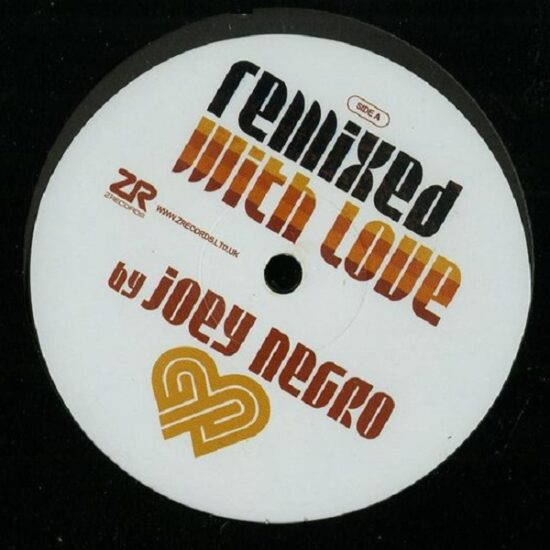 SIDE A
remixed
with love
by joey negro
ZR
Z RECORDS
WWW.ZRECORDS.LTD.UK